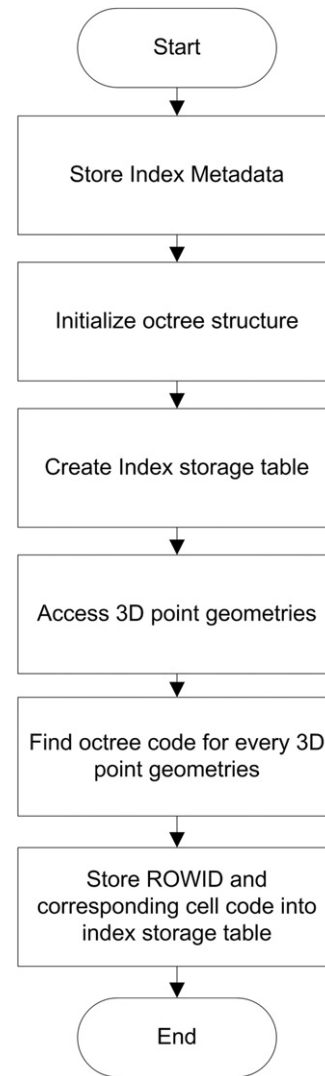 Start
Store Index Metadata
Initialize octree structure
Create Index storage table
Access 3D point geometries
Find octree code for every 3D
point geometries
Store ROWID and
corresponding cell code into
index storage table
End